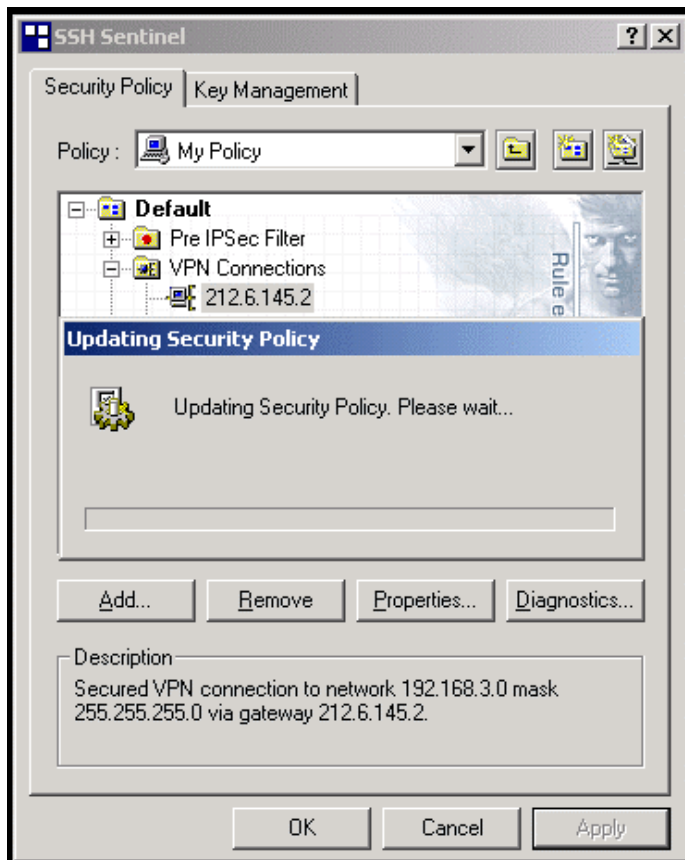 SSH Sentinel
Security Policy
Key Management
Policy :
My Policy
Default
Pre IPSec Filter
VPN Connections
212.6.145.2
Rule e
Updating Security Policy
Updating Security Policy. Please wait...
Add...
Remove
Properties...
Diagnostics...
Description
Secured VPN connection to network 192.168.3.0 mask
255.255.255.0 via gateway 212.6.145.2.
OK
Cancel
Apply